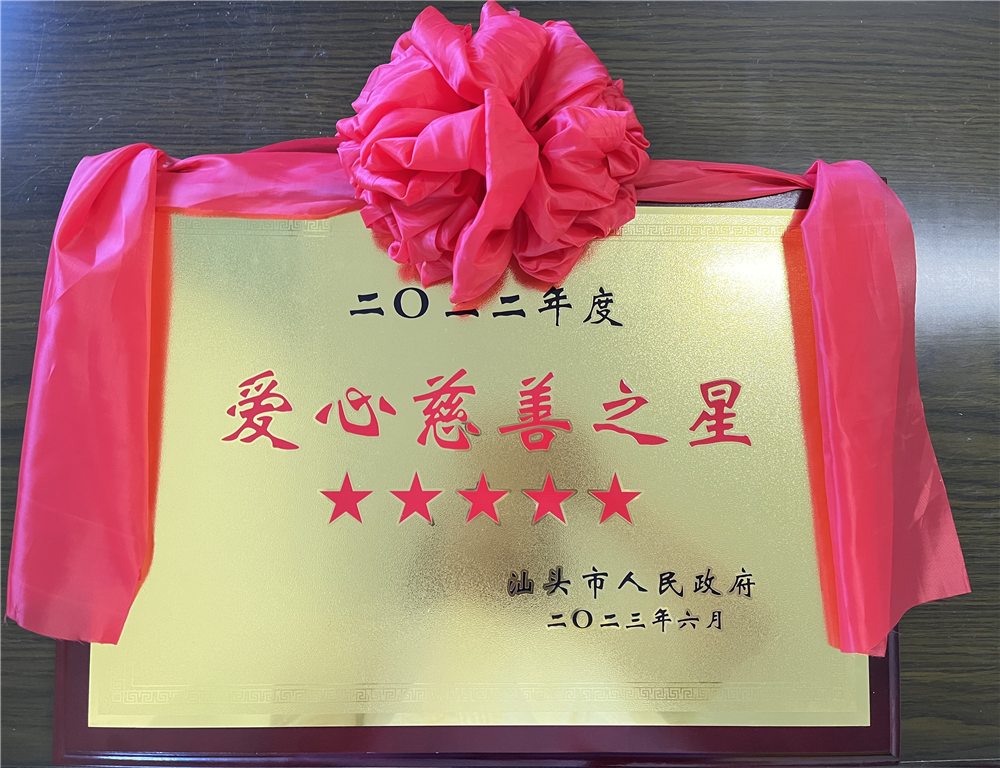 二〇二二年度
爱心慈善之星
★★★★★
汕头市人民政府
二〇二三年六月